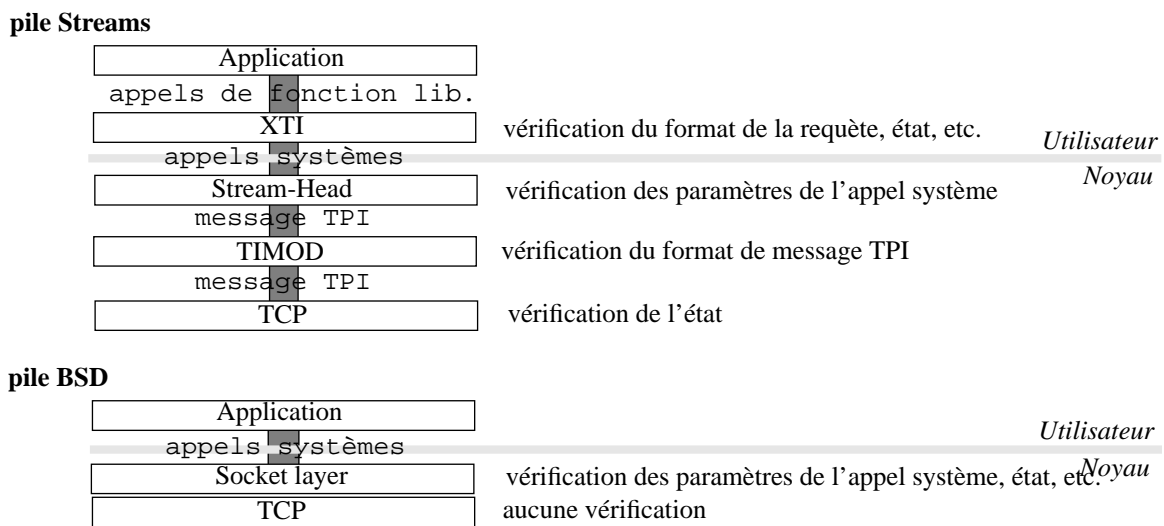 pile Streams
Application
appels de fonction lib.
XTI vérification du format de la requète, état, etc. Utilisateur
appels systèmes
Stream-Head vérification des paramètres de l'appel système Noyau
message TPI
TIMOD vérification du format de message TPI
message TPI
TCP vérification de l'état
pile BSD
Application
appels systèmes Utilisateur
Socket layer vérification des paramètres de l'appel système, état, etc. Noyau
TCP aucune vérification